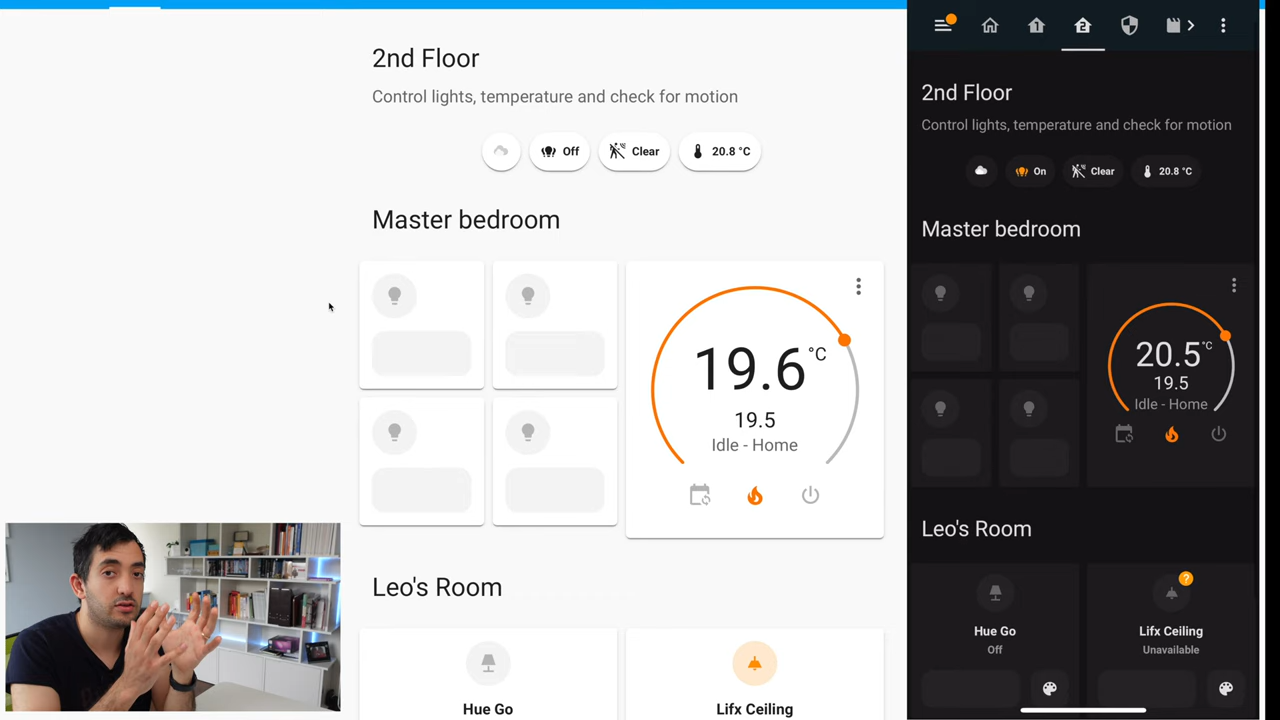 2nd Floor
Control lights, temperature and check for motion
Off
Clear
20.8 °C
Master bedroom
19.6 °C
19.5
Idle - Home
Leo's Room
Hue Go
Lifx Ceiling
1
2
2nd Floor
Control lights, temperature and check for motion
On
Clear
20.8 °C
Master bedroom
20.5 °C
19.5
Idle - Home
Leo's Room
?
Hue Go
Off
Lifx Ceiling
Unavailable